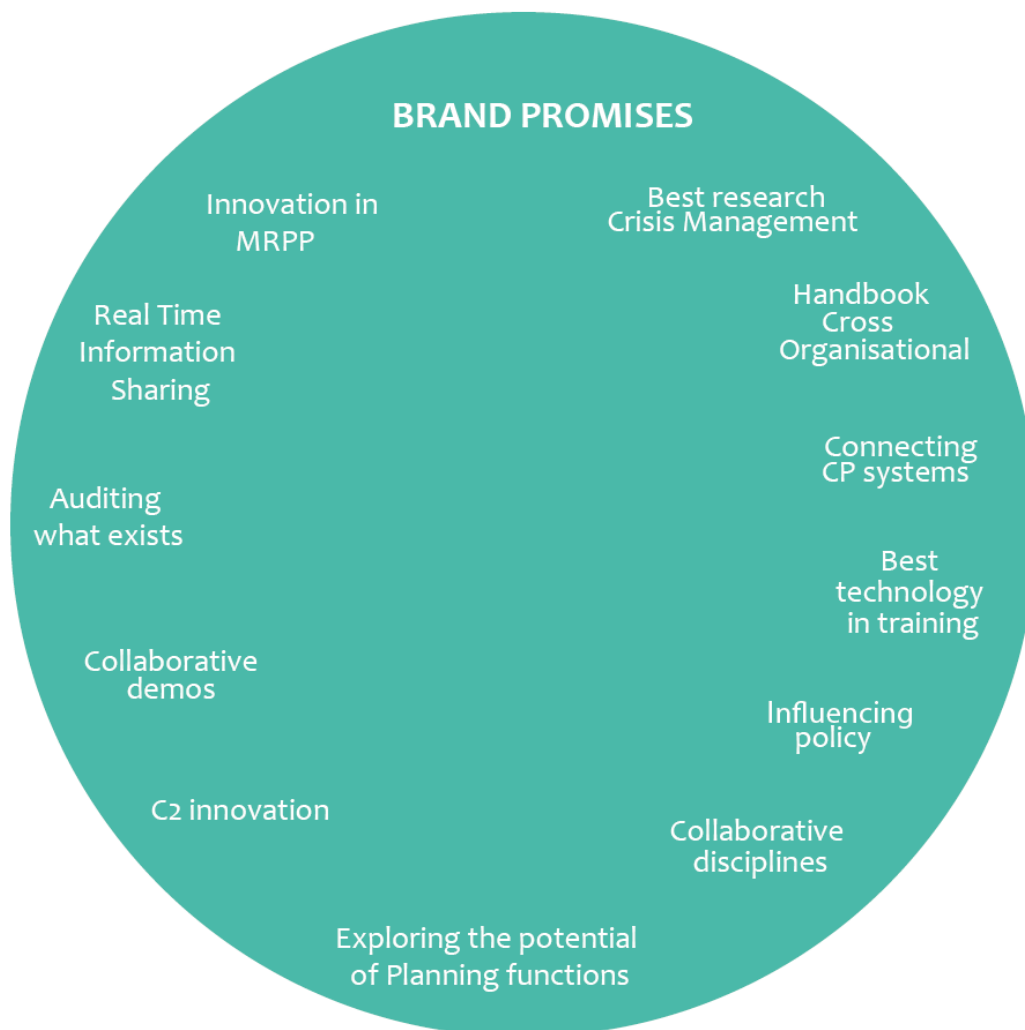 BRAND PROMISES
Innovation in
MRPP
Best research
Crisis Management
Real Time
Information
Sharing
Handbook
Cross
Organisational
Auditing
what exists
Connecting
CP systems
Best
technology
in training
Collaborative
demos
Influencing
policy
C2 innovation
Collaborative
disciplines
Exploring the potential
of Planning functions